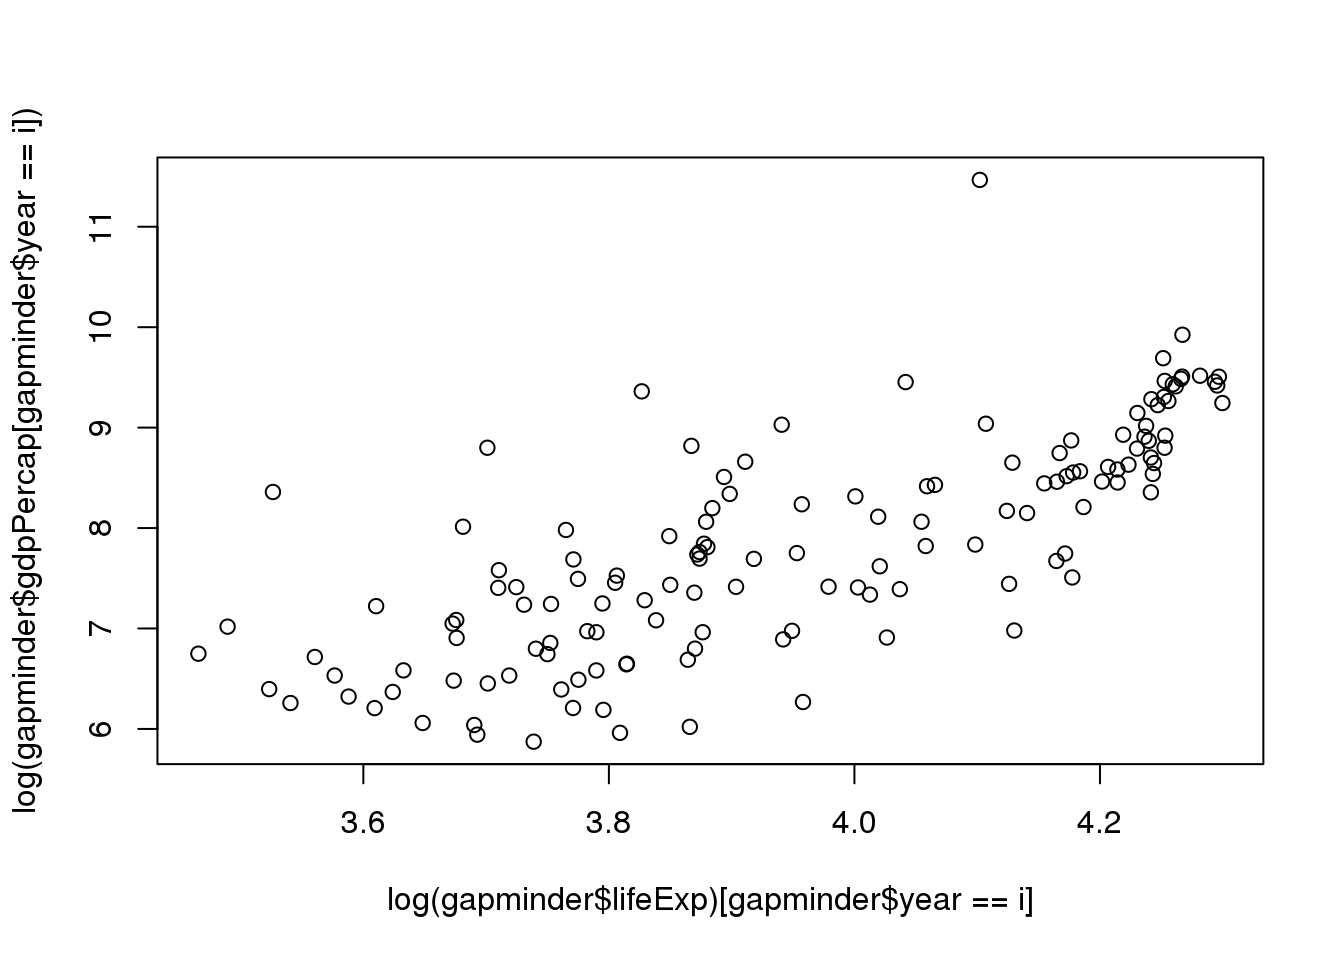 log(gapminder$gdpPercap[gapminder$year == i])
11
10
9
8
7
6
3.6 3.8 4.0 4.2
log(gapminder$lifeExp)[gapminder$year == i]